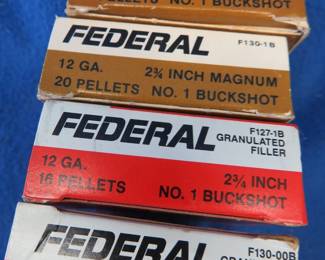 PELLETS NO. 1 BUCKSHOT
FEDERAL F130-1B
12 GA. 2¾ INCH MAGNUM
20 PELLETS NO. 1 BUCKSHOT
FEDERAL F127-1B
GRANULATED
FILLER
12 GA. 2¾ INCH
16 PELLETS NO. 1 BUCKSHOT
FEDERAL F130-00B